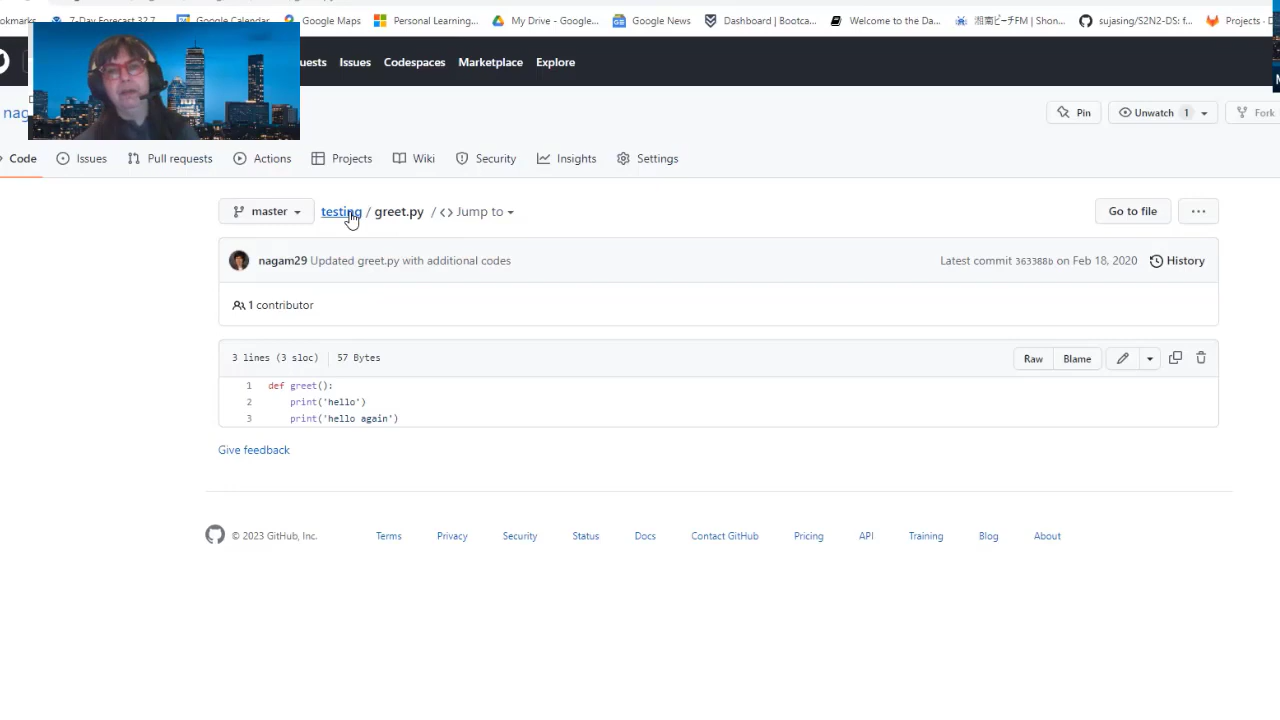 7-Day Forecast 32.7... Google Calendar Google Maps Personal Learning... My Drive - Google... Google News Dashboard | Bootca... Welcome to the Da... 湘南ビーチFM | Shon... sujasing/S2N2-DS: f... Projects - D
uests Issues Codespaces Marketplace Explore
nag Pin Unwatch 1 Fork
Code Issues Pull requests Actions Projects Wiki Security Insights Settings
master testing / greet.py / <> Jump to Go to file ...
nagam29 Updated greet.py with additional codes Latest commit 363388b on Feb 18, 2020 History
1 contributor
3 lines (3 sloc) 57 Bytes Raw Blame
1 def greet():
2 print('hello')
3 print('hello again')
Give feedback
© 2023 GitHub, Inc. Terms Privacy Security Status Docs Contact GitHub Pricing API Training Blog About